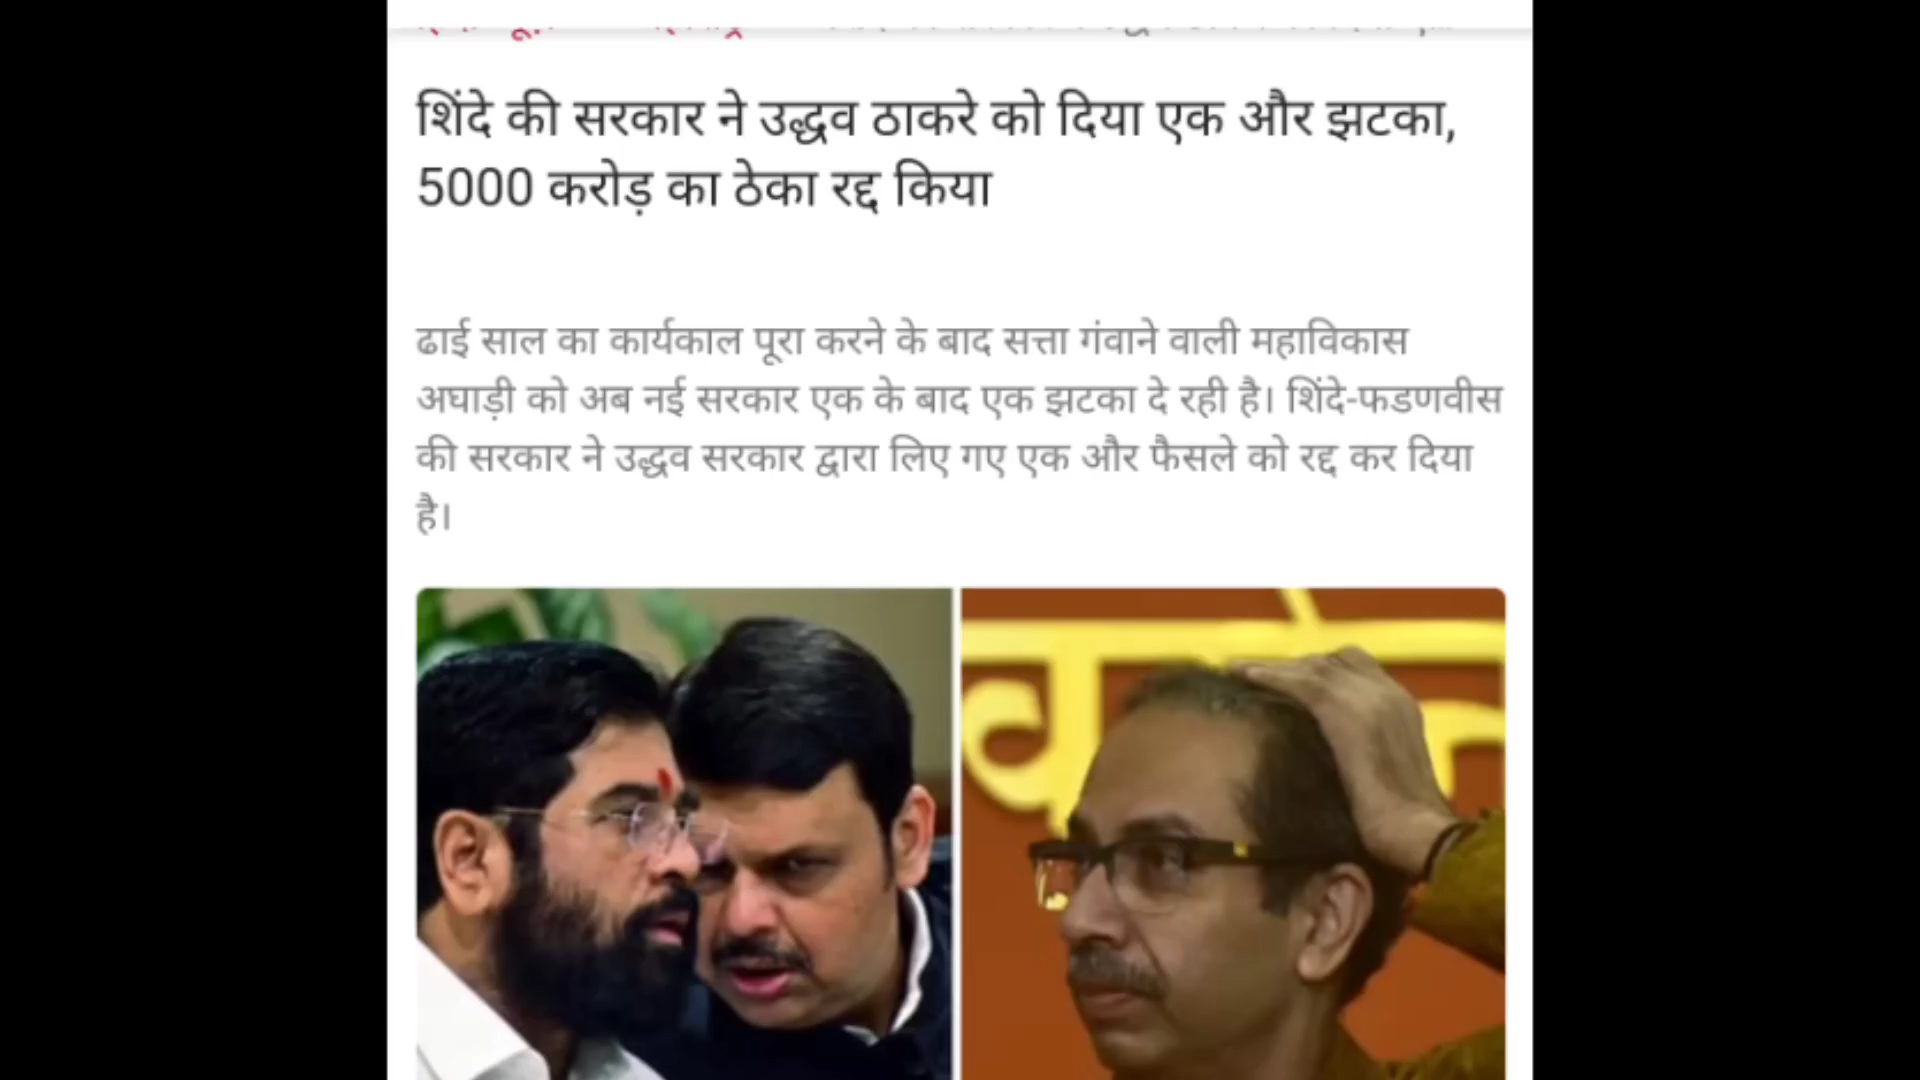 शिंदे की सरकार ने उद्धव ठाकरे को दिया एक और झटका,
5000 करोड़ का ठेका रद्द किया
ढाई साल का कार्यकाल पूरा करने के बाद सत्ता गंवाने वाली महाविकास
अघाड़ी को अब नई सरकार एक के बाद एक झटका दे रही है। शिंदे-फडणवीस
की सरकार ने उद्धव सरकार द्वारा लिए गए एक और फैसले को रद्द कर दिया
है।